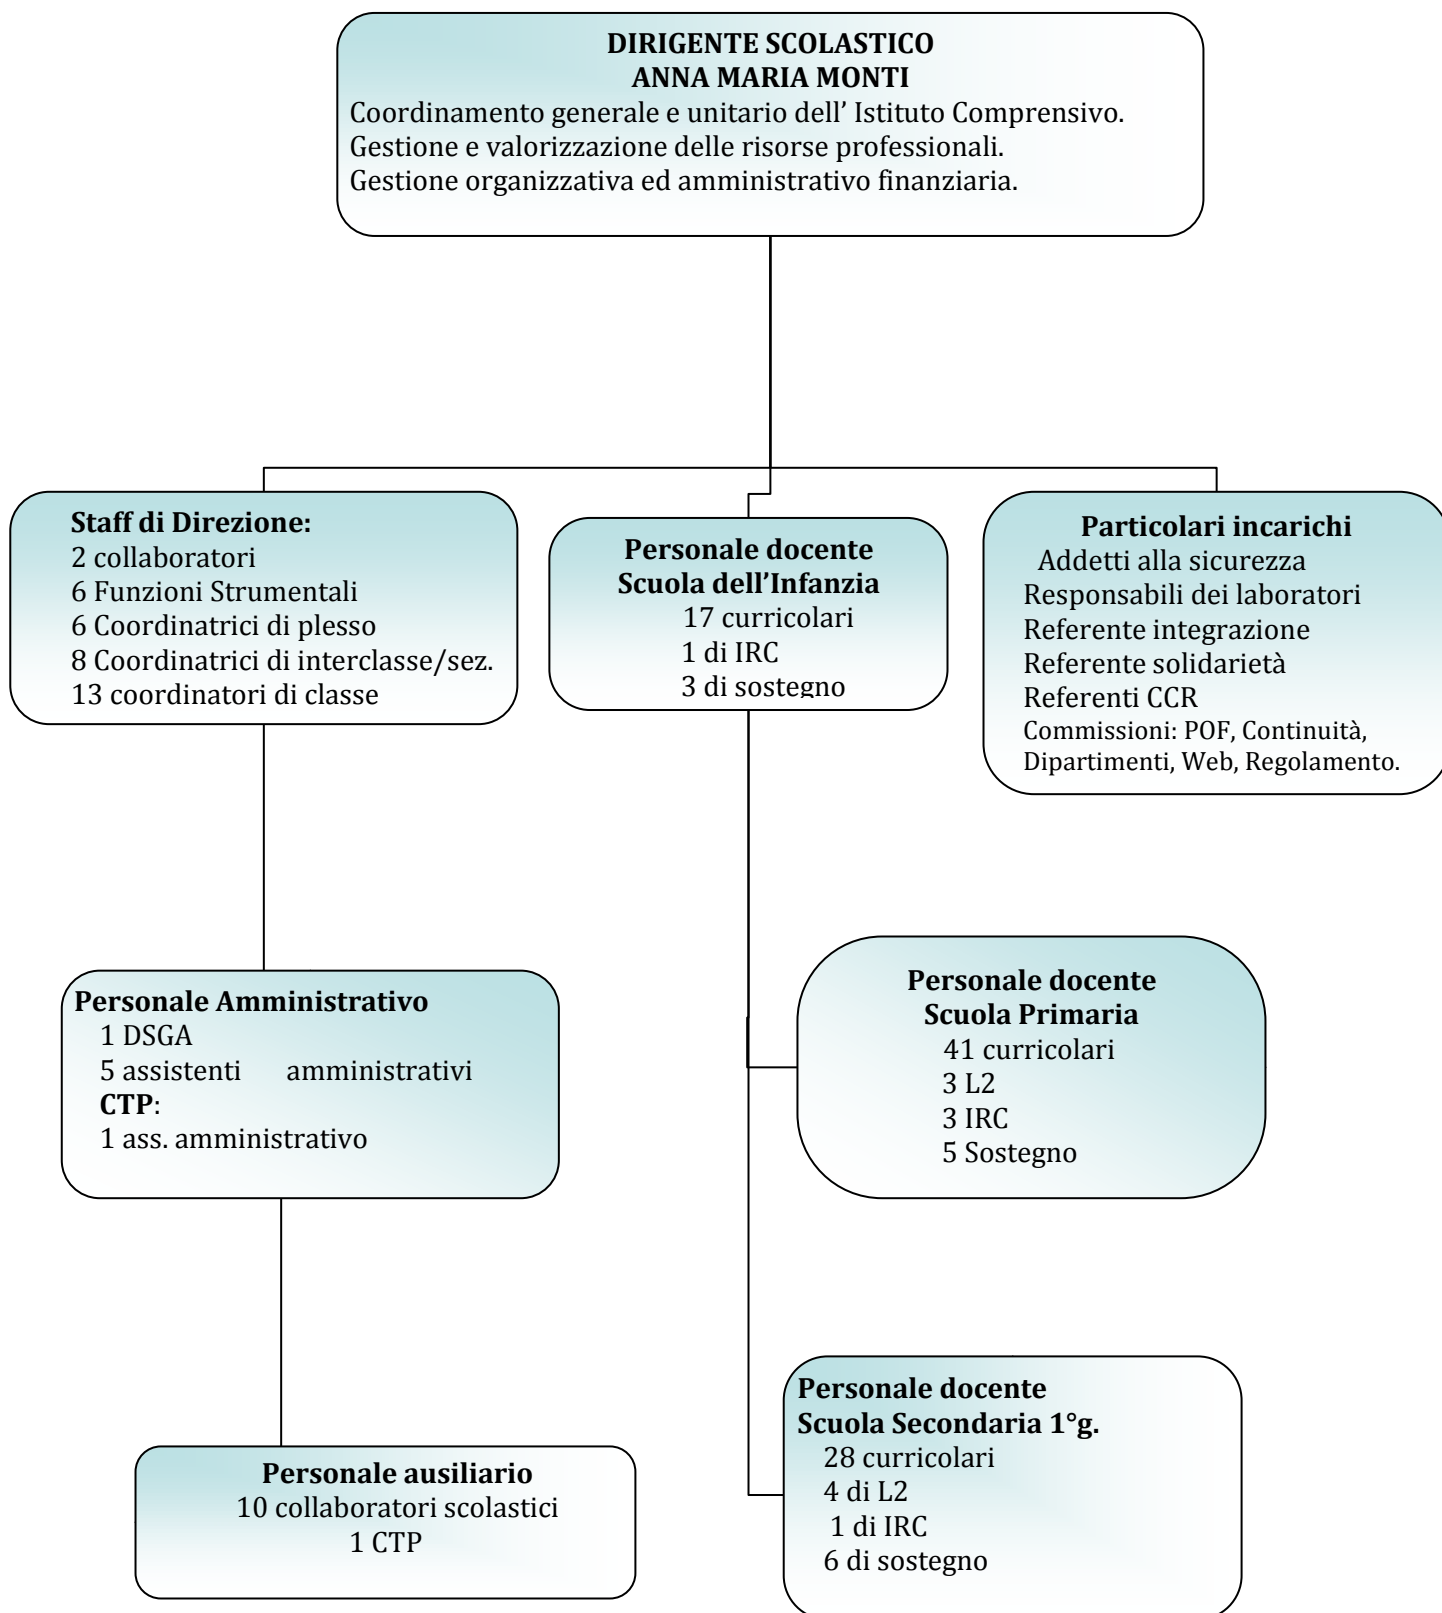 DIRIGENTE SCOLASTICO
ANNA MARIA MONTI
Coordinamento generale e unitario dell’ Istituto Comprensivo.
Gestione e valorizzazione delle risorse professionali.
Gestione organizzativa ed amministrativo finanziaria.
Staff di Direzione:
2 collaboratori
6 Funzioni Strumentali
6 Coordinatrici di plesso
8 Coordinatrici di interclasse/sez.
13 coordinatori di classe
Personale docente
Scuola dell’Infanzia
17 curricolari
1 di IRC
3 di sostegno
Particolari incarichi
Addetti alla sicurezza
Responsabili dei laboratori
Referente integrazione
Referente solidarietà
Referenti CCR
Commissioni: POF, Continuità,
Dipartimenti, Web, Regolamento.
Personale Amministrativo
1 DSGA
5 assistenti amministrativi
CTP:
1 ass. amministrativo
Personale docente
Scuola Primaria
41 curricolari
3 L2
3 IRC
5 Sostegno
Personale ausiliario
10 collaboratori scolastici
1 CTP
Personale docente
Scuola Secondaria 1°g.
28 curricolari
4 di L2
1 di IRC
6 di sostegno